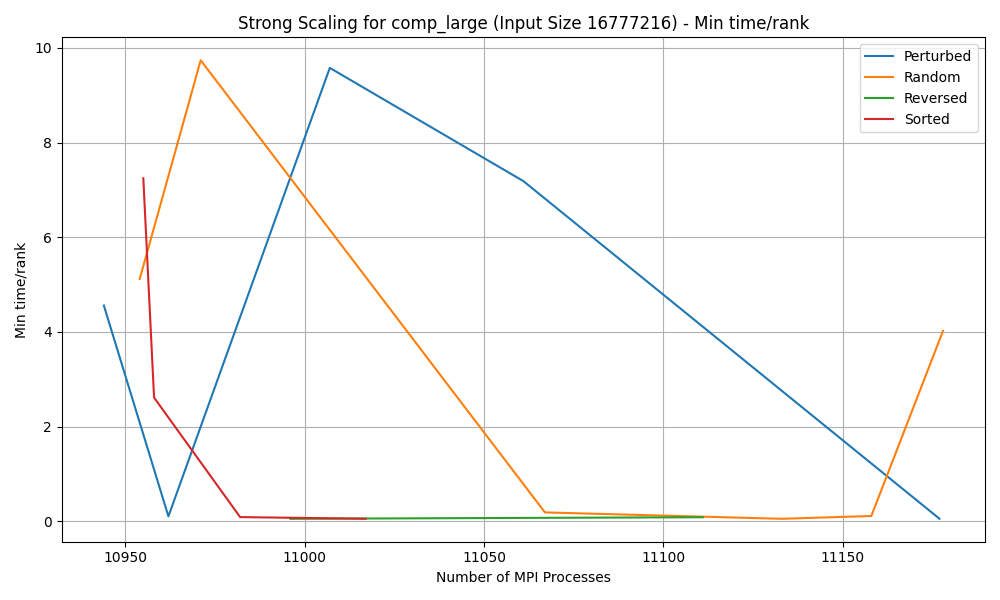 Strong Scaling for comp_large (Input Size 16777216) - Min time/rank
10
8
6
4
2
0
Min time/rank
Perturbed
Random
Reversed
Sorted
10950
11000
11050
11100
11150
Number of MPI Processes